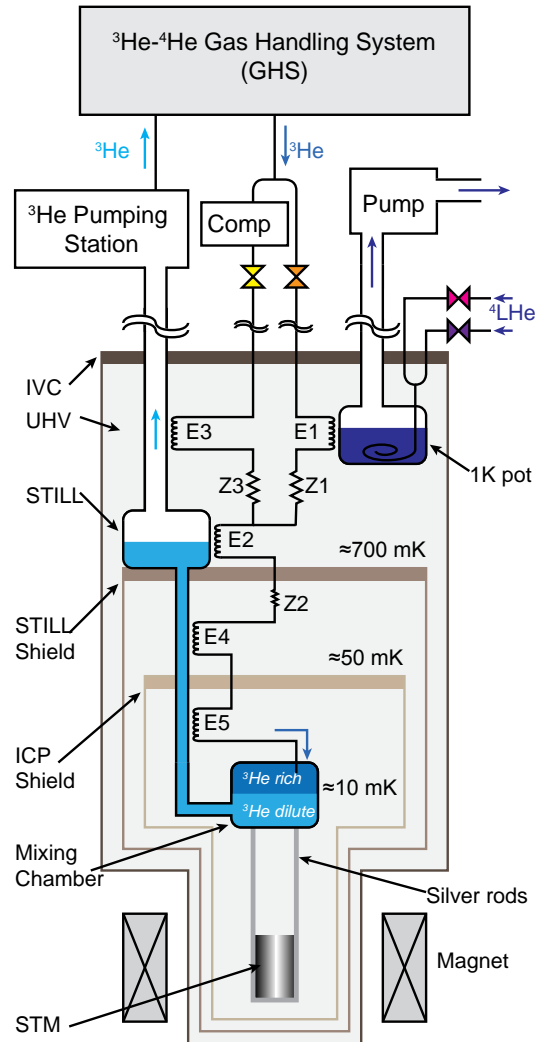 ³He-⁴He Gas Handling System
(GHS)
³He
³He
³He Pumping
Station
Comp
Pump
⁴LHe
IVC
UHV
E3
E1
1K pot
Z3
Z1
STILL
E2
≈700 mK
Z2
STILL
Shield
E4
≈50 mK
E5
ICP
Shield
³He rich
≈10 mK
³He dilute
Mixing
Chamber
Silver rods
Magnet
STM